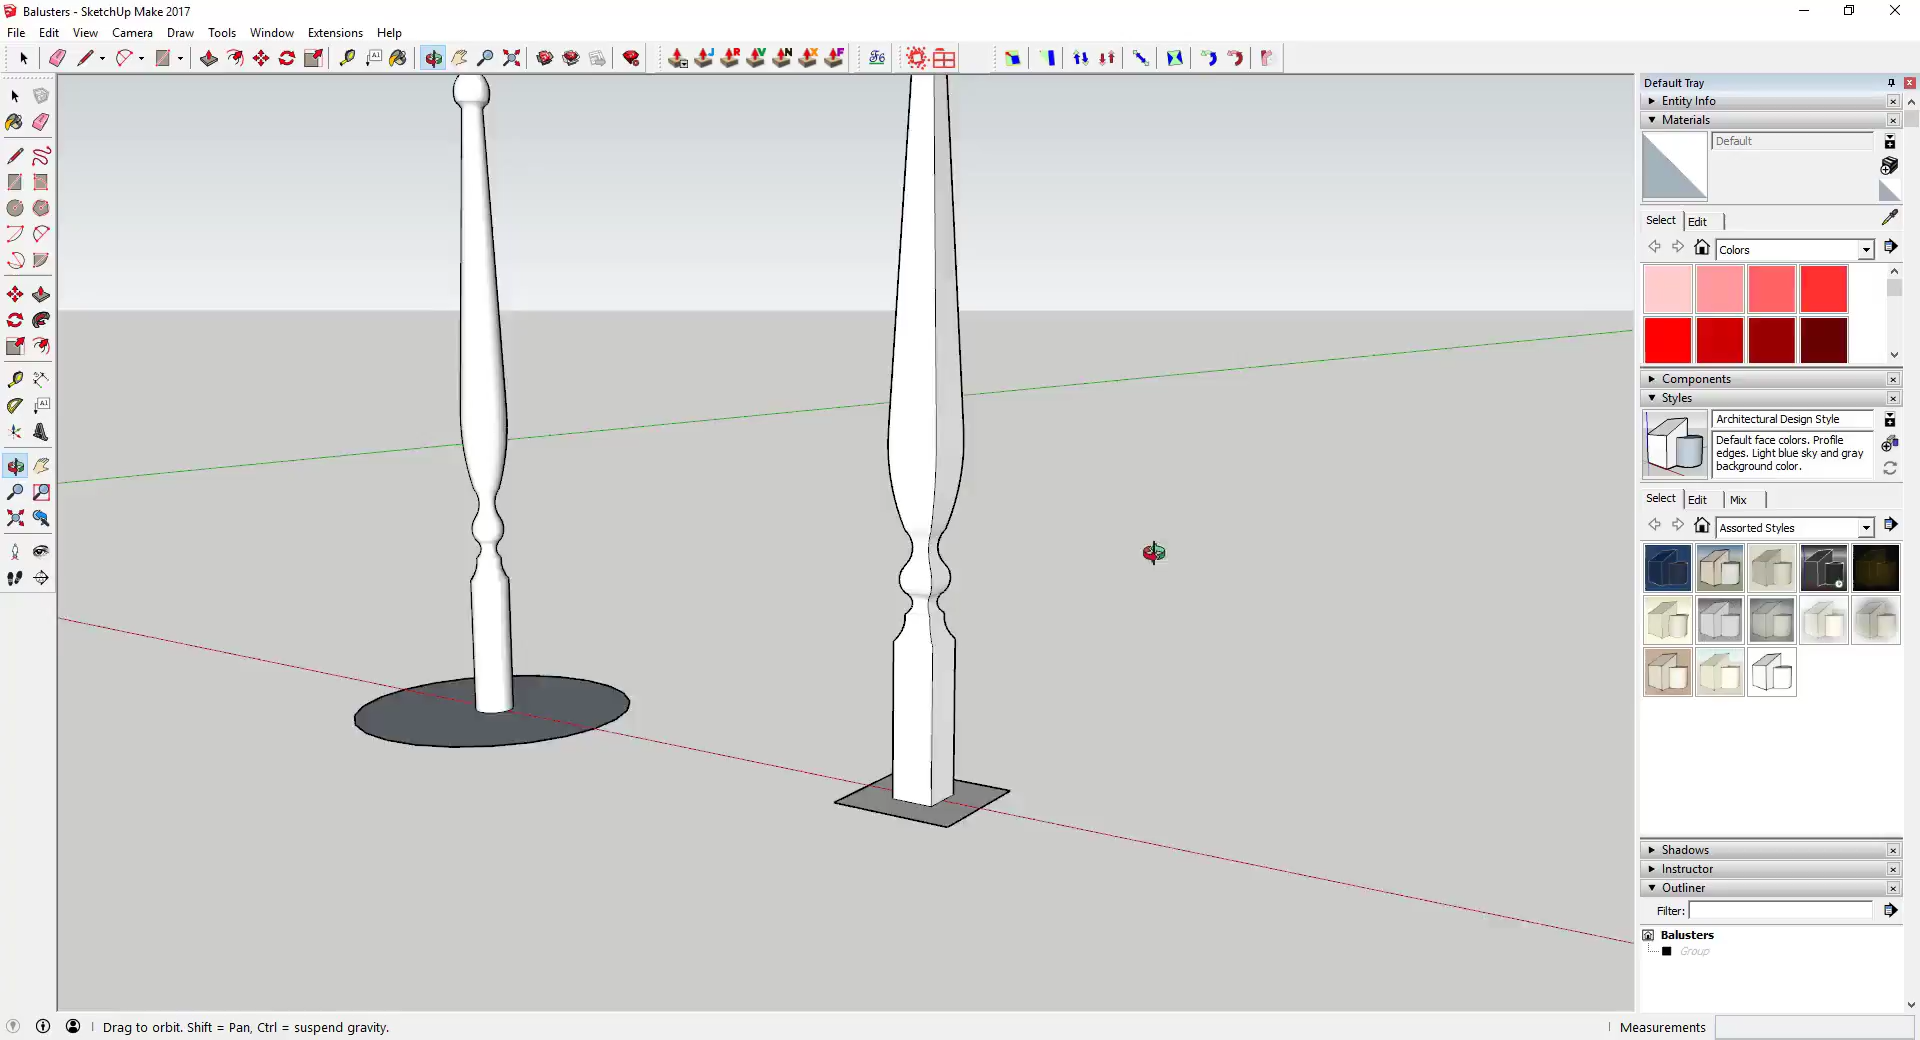 Balusters - SketchUp Make 2017
File Edit View Camera Draw Tools Window Extensions Help
Default Tray
Entity Info
Materials
Default
Select Edit
Colors
Components
Styles
Architectural Design Style
Default face colors. Profile
edges. Light blue sky and gray
background color.
Select Edit Mix
Assorted Styles
Shadows
Instructor
Outliner
Filter:
Balusters
Group
Drag to orbit. Shift = Pan, Ctrl = suspend gravity.
Measurements